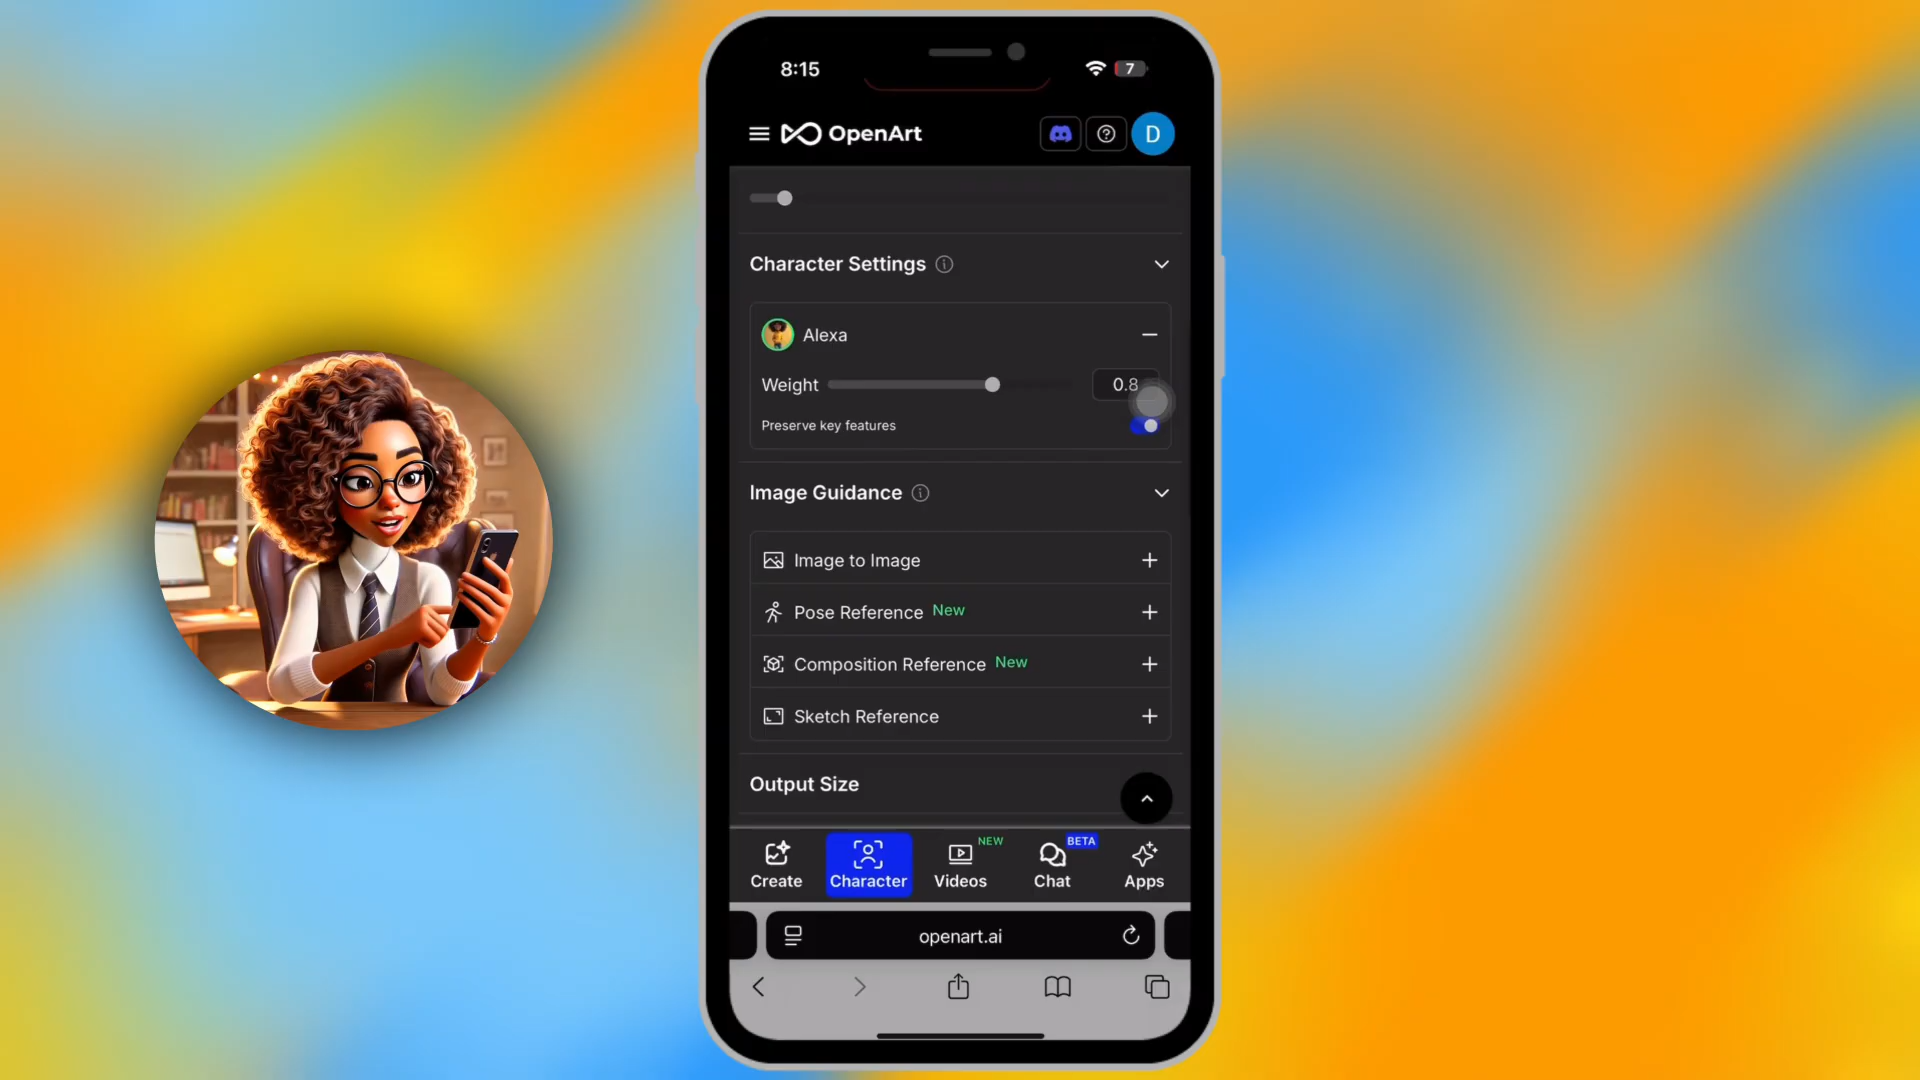 8:15
7
OpenArt
D
Character Settings
Alexa
Weight 0.8
Preserve key features
Image Guidance
Image to Image
Pose Reference New
Composition Reference New
Sketch Reference
Output Size
Create
Character
Videos NEW
Chat BETA
Apps
openart.ai